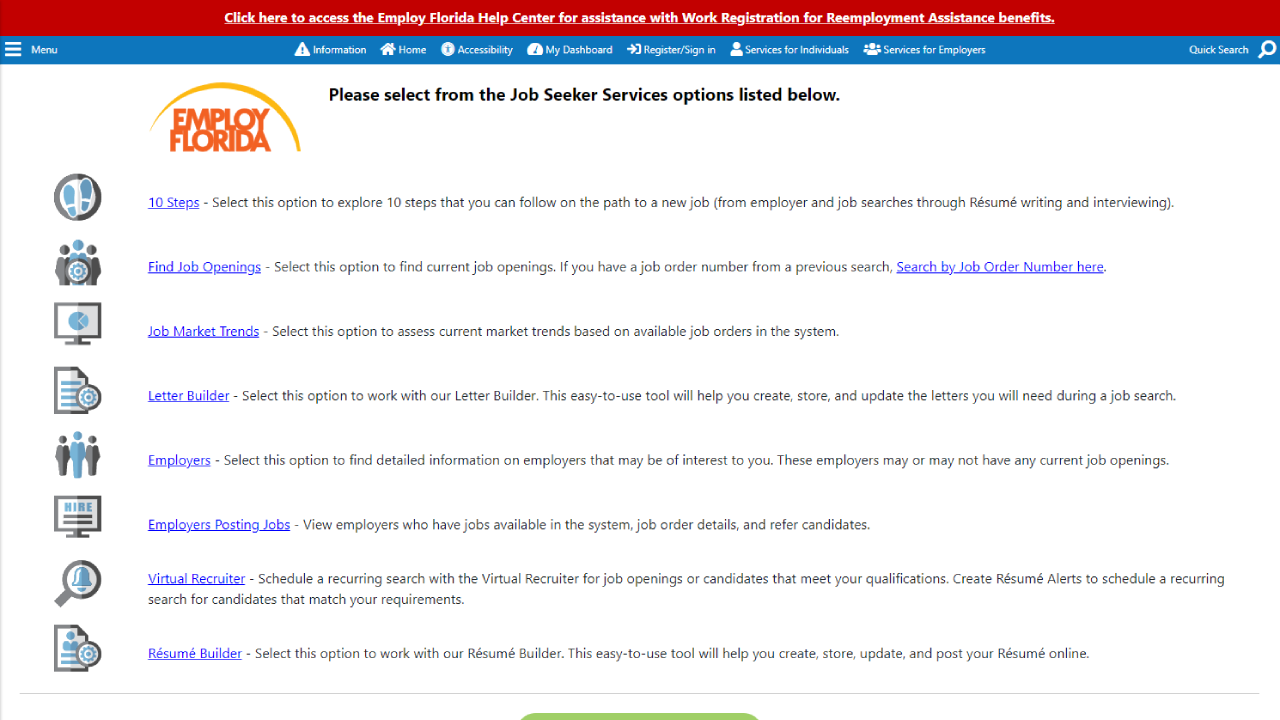 Click here to access the Employ Florida Help Center for assistance with Work Registration for Reemployment Assistance benefits.
Menu Information Home Accessibility My Dashboard Register/Sign in Services for Individuals Services for Employers Quick Search
Please select from the Job Seeker Services options listed below.
EMPLOY
FLORIDA
10 Steps - Select this option to explore 10 steps that you can follow on the path to a new job (from employer and job searches through Résumé writing and interviewing).
Find Job Openings - Select this option to find current job openings. If you have a job order number from a previous search, Search by Job Order Number here.
Job Market Trends - Select this option to assess current market trends based on available job orders in the system.
Letter Builder - Select this option to work with our Letter Builder. This easy-to-use tool will help you create, store, and update the letters you will need during a job search.
Employers - Select this option to find detailed information on employers that may be of interest to you. These employers may or may not have any current job openings.
HIRE
Employers Posting Jobs - View employers who have jobs available in the system, job order details, and refer candidates.
Virtual Recruiter - Schedule a recurring search with the Virtual Recruiter for job openings or candidates that meet your qualifications. Create Résumé Alerts to schedule a recurring
search for candidates that match your requirements.
Résumé Builder - Select this option to work with our Résumé Builder. This easy-to-use tool will help you create, store, update, and post your Résumé online.